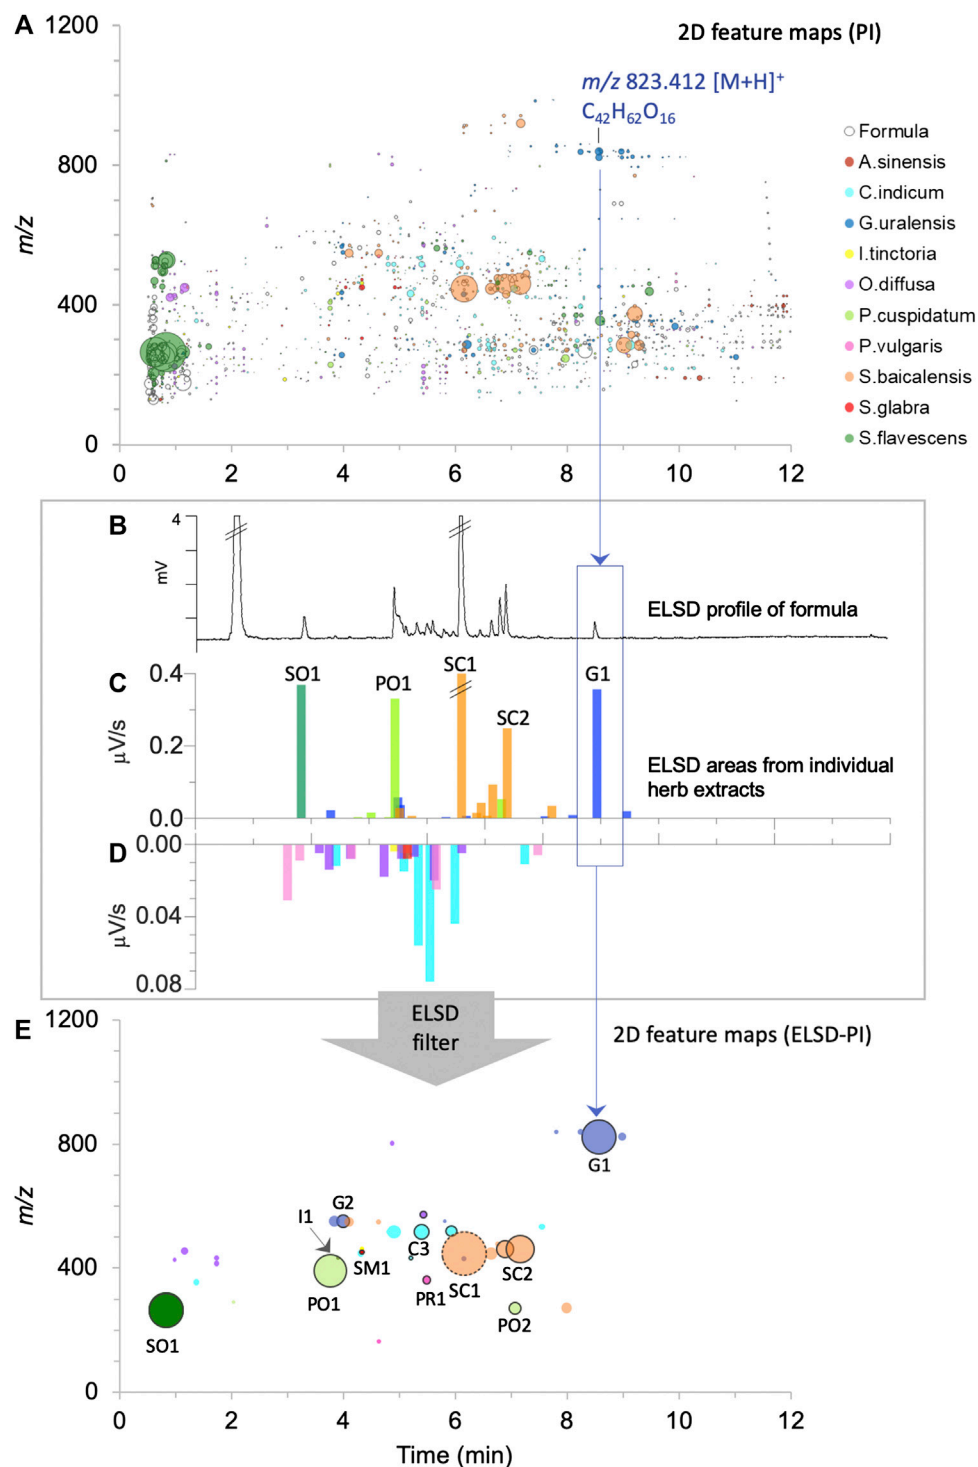 A
1200
2D feature maps (PI)
m/z 823.412 [M+H]+
C42H62O16
800
m/z
400
0
0 2 4 6 8 10 12
Formula
A.sinensis
C.indicum
G.uralensis
I.tinctoria
O.diffusa
P.cuspidatum
P.vulgaris
S.baicalensis
S.glabra
S.flavescens
B
4
mV
ELSD profile of formula
C
0.4
0.2
0.0
μV/s
SO1
PO1
SC1
SC2
G1
ELSD areas from individual
herb extracts
D
0.00
0.04
0.08
μV/s
ELSD
filter
E
1200
2D feature maps (ELSD-PI)
800
m/z
400
0
G1
G2
I1
C3
SM1
PO1
PR1
SC1
SC2
PO2
SO1
0 2 4 6 8 10 12
Time (min)